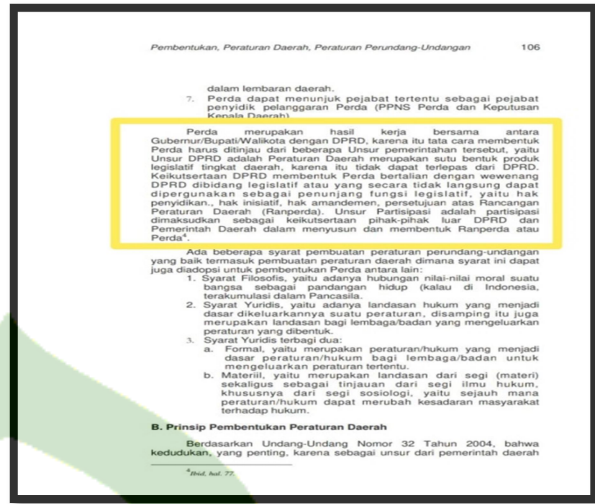 Pembentukan, Peraturan Daerah, Peraturan Perundang-Undangan 106
dalam lembaran daerah.
7. Perda dapat menunjuk pejabat tertentu sebagai pejabat
penyidik pelanggaran Perda (PPNS Perda dan Keputusan
Kepala Daerah)
Perda merupakan hasil kerja bersama antara
Gubernur/Bupati/Walikota dengan DPRD, karena itu tata cara membentuk
Perda harus ditinjau dari beberapa Unsur pemerintahan tersebut, yaitu
Unsur DPRD adalah Peraturan Daerah merupakan sutu bentuk produk
legislatif tingkat daerah, karena itu tidak dapat terlepas dari DPRD.
Keikutsertaan DPRD membentuk Perda bertalian dengan wewenang
DPRD dibidang legislatif atau yang secara tidak langsung dapat
dipergunakan sebagai penunjang fungsi legislatif, yaitu hak
penyidikan., hak inisiatif, hak amandemen, persetujuan atas Rancangan
Peraturan Daerah (Ranperda). Unsur Partisipasi adalah partisipasi
dimaksudkan sebagai keikutsertaan pihak-pihak luar DPRD dan
Pemerintah Daerah dalam menyusun dan membentuk Ranperda atau
Perda⁴.
Ada beberapa syarat pembuatan peraturan perundang-undangan
yang baik termasuk pembuatan peraturan daerah dimana syarat ini dapat
juga diadopsi untuk pembentukan Perda antara lain:
1. Syarat Filosofis, yaitu adanya hubungan nilai-nilai moral suatu
bangsa sebagai pandangan hidup (kalau di Indonesia,
terakumulasi dalam Pancasila.
2. Syarat Yuridis, yaitu adanya landasan hukum yang menjadi
dasar dikeluarkannya suatu peraturan, disamping itu juga
merupakan landasan bagi lembaga/badan yang mengeluarkan
peraturan yang dibentuk.
3. Syarat Yuridis terbagi dua:
a. Formal, yaitu merupakan peraturan/hukum yang menjadi
dasar peraturan/hukum bagi lembaga/badan untuk
mengeluarkan peraturan tertentu.
b. Materiil, yaitu merupakan landasan dari segi (materi)
sekaligus sebagai tinjauan dari segi ilmu hukum,
khususnya dari segi sosiologi, yaitu sejauh mana
peraturan/hukum dapat merubah kesadaran masyarakat
terhadap hukum.
B. Prinsip Pembentukan Peraturan Daerah
Berdasarkan Undang-Undang Nomor 32 Tahun 2004, bahwa
kedudukan, yang penting, karena sebagai unsur dari pemerintah daerah
⁴Ibid, hal. 77.